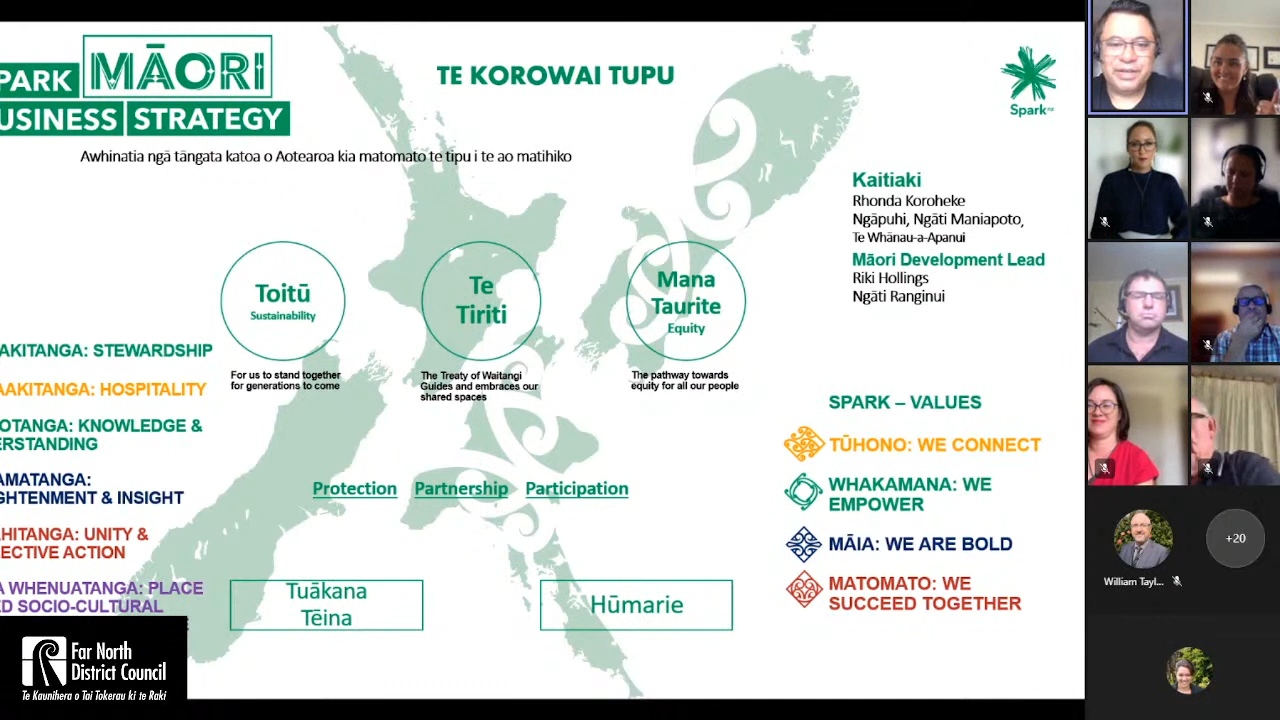 PARK MĀORI
USINESS STRATEGY
TE KOROWAI TUPU
Spark nz
Awhinatia ngā tāngata katoa o Aotearoa kia matomato te tipu i te ao matihiko
Kaitiaki
Rhonda Koroheke
Ngāpuhi, Ngāti Maniapoto,
Te Whānau-a-Apanui
Māori Development Lead
Riki Hollings
Ngāti Ranginui
Toitū
Sustainability
For us to stand together
for generations to come
Te
Tiriti
The Treaty of Waitangi
Guides and embraces our
shared spaces
Mana
Taurite
Equity
The pathway towards
equity for all our people
AKITANGA: STEWARDSHIP
AAKITANGA: HOSPITALITY
OTANGA: KNOWLEDGE &
ERSTANDING
AMATANGA:
GHTENMENT & INSIGHT
HITANGA: UNITY &
ECTIVE ACTION
A WHENUATANGA: PLACE
ED SOCIO-CULTURAL
Protection Partnership Participation
Tuākana
Tēina
Hūmarie
SPARK – VALUES
TŪHONO: WE CONNECT
WHAKAMANA: WE
EMPOWER
MĀIA: WE ARE BOLD
MATOMATO: WE
SUCCEED TOGETHER
Far North
District Council
Te Kaunihera o Tai Tokerau ki te Raki
+20
William Tayl...